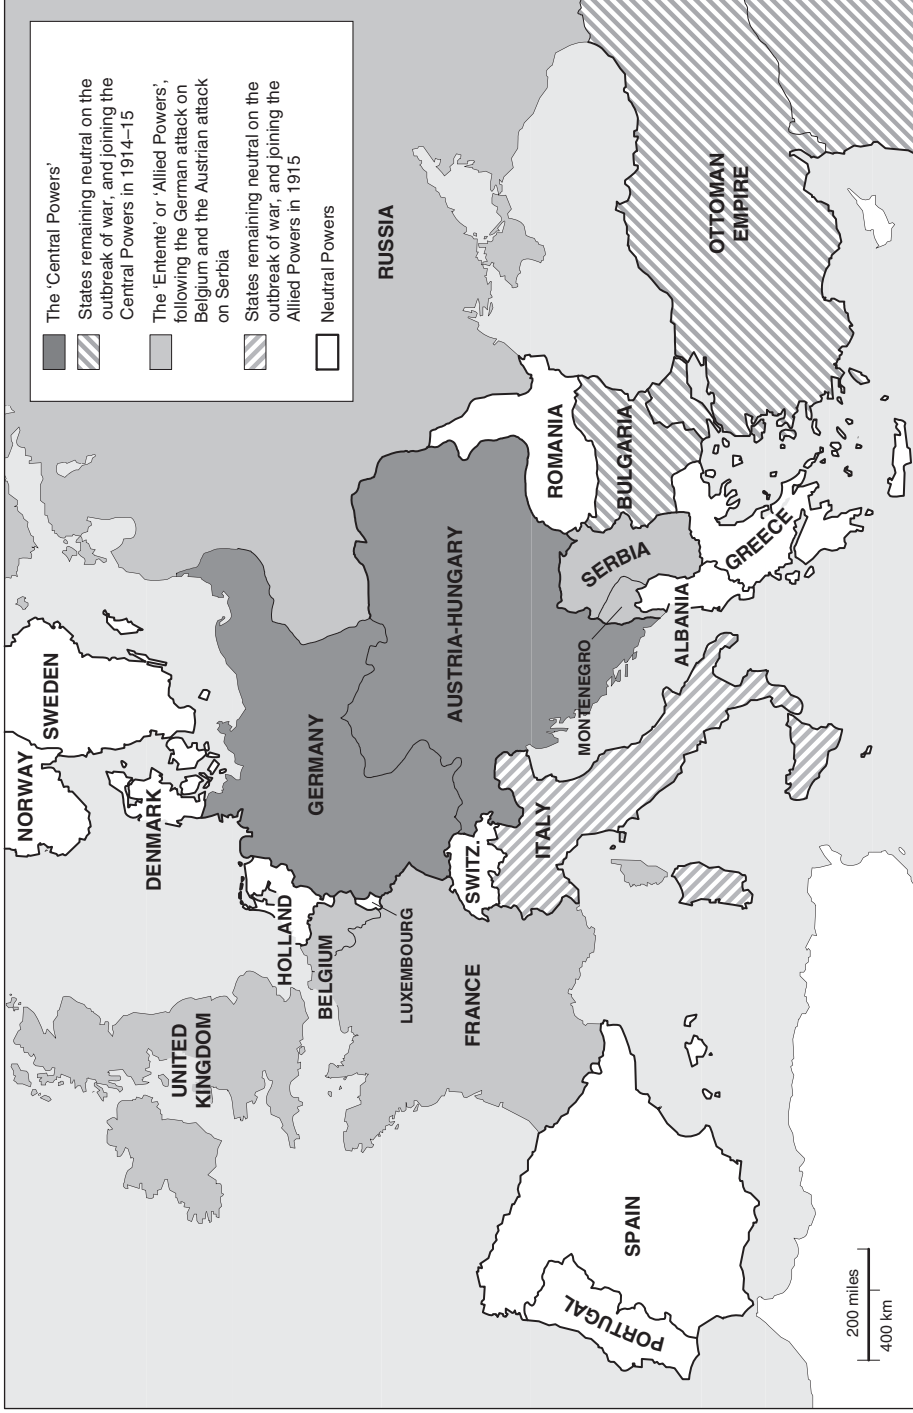 The ‘Central Powers’
States remaining neutral on the
outbreak of war, and joining the
Central Powers in 1914–15
The ‘Entente’ or ‘Allied Powers’,
following the German attack on
Belgium and the Austrian attack
on Serbia
States remaining neutral on the
outbreak of war, and joining the
Allied Powers in 1915
Neutral Powers
NORWAY
SWEDEN
DENMARK
RUSSIA
UNITED
KINGDOM
HOLLAND
BELGIUM
LUXEMBOURG
GERMANY
FRANCE
SWITZ.
AUSTRIA-HUNGARY
ITALY
ROMANIA
MONTENEGRO
SERBIA
BULGARIA
ALBANIA
GREECE
OTTOMAN
EMPIRE
PORTUGAL
SPAIN
200 miles
400 km